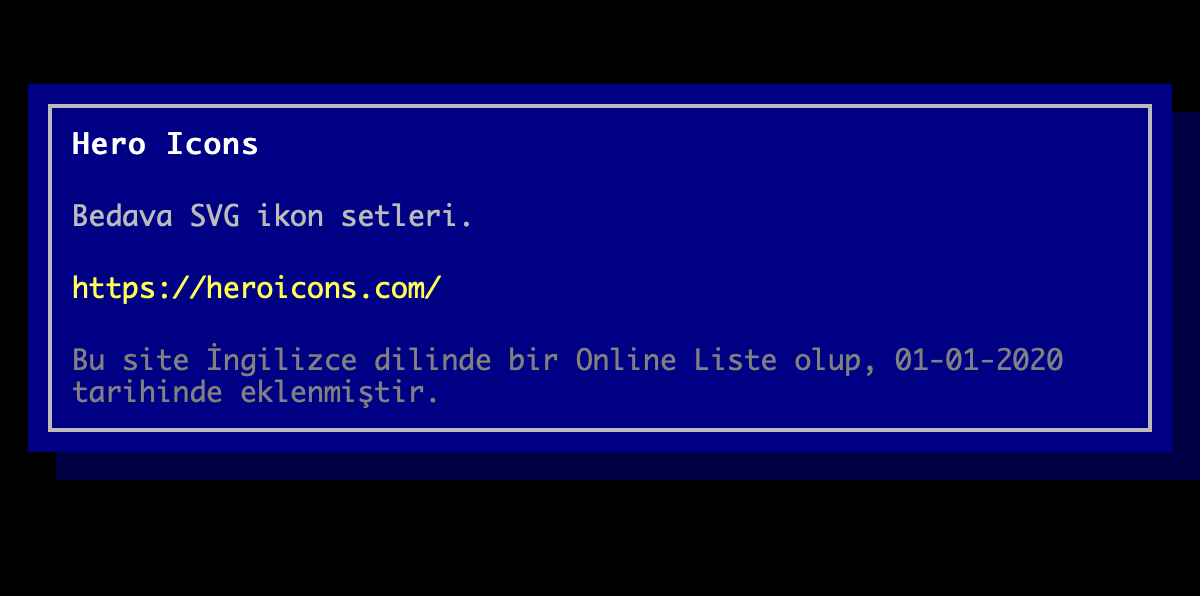 Hero Icons
Bedava SVG ikon setleri.
https://heroicons.com/
Bu site İngilizce dilinde bir Online Liste olup, 01-01-2020
tarihinde eklenmiştir.